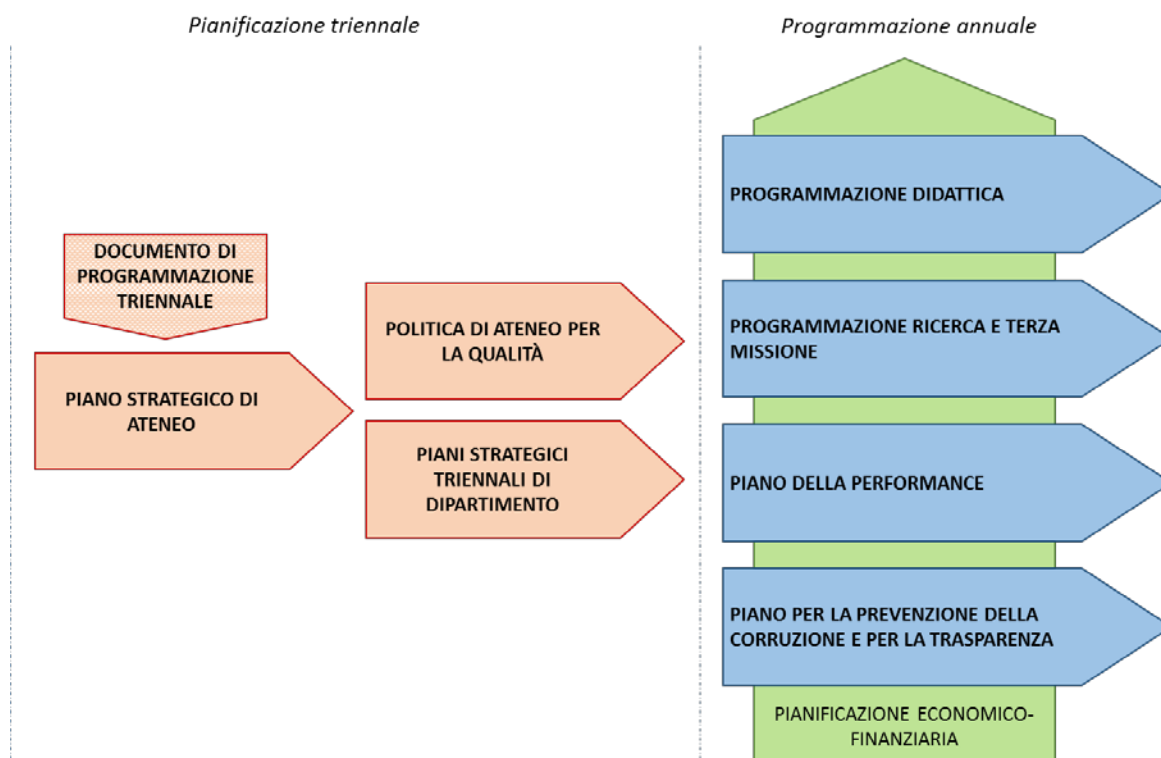 Pianificazione triennale
Programmazione annuale
DOCUMENTO DI
PROGRAMMAZIONE
TRIENNALE
PIANO STRATEGICO DI
ATENEO
POLITICA DI ATENEO PER
LA QUALITÀ
PIANI STRATEGICI
TRIENNALI DI
DIPARTIMENTO
PROGRAMMAZIONE DIDATTICA
PROGRAMMAZIONE RICERCA E TERZA
MISSIONE
PIANO DELLA PERFORMANCE
PIANO PER LA PREVENZIONE DELLA
CORRUZIONE E PER LA TRASPARENZA
PIANIFICAZIONE ECONOMICO-
FINANZIARIA